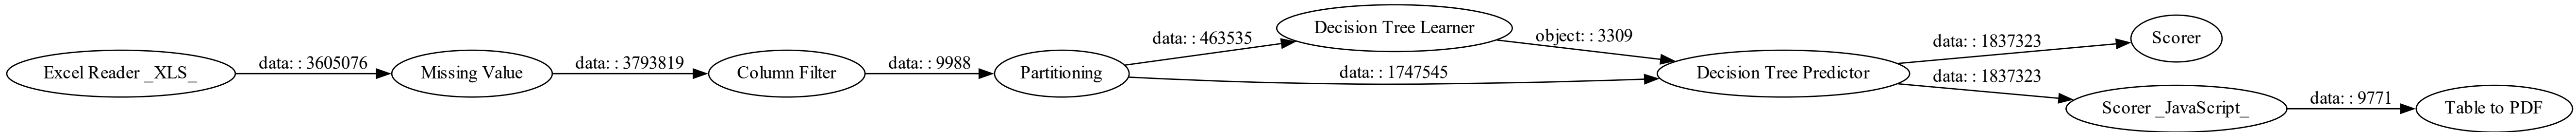 Excel Reader _XLS_
data: : 3605076
Missing Value
data: : 3793819
Column Filter
data: : 9988
Partitioning
data: : 463535
Decision Tree Learner
object: : 3309
data: : 1747545
Decision Tree Predictor
data: : 1837323
Scorer
data: : 1837323
Scorer _JavaScript_
data: : 9771
Table to PDF